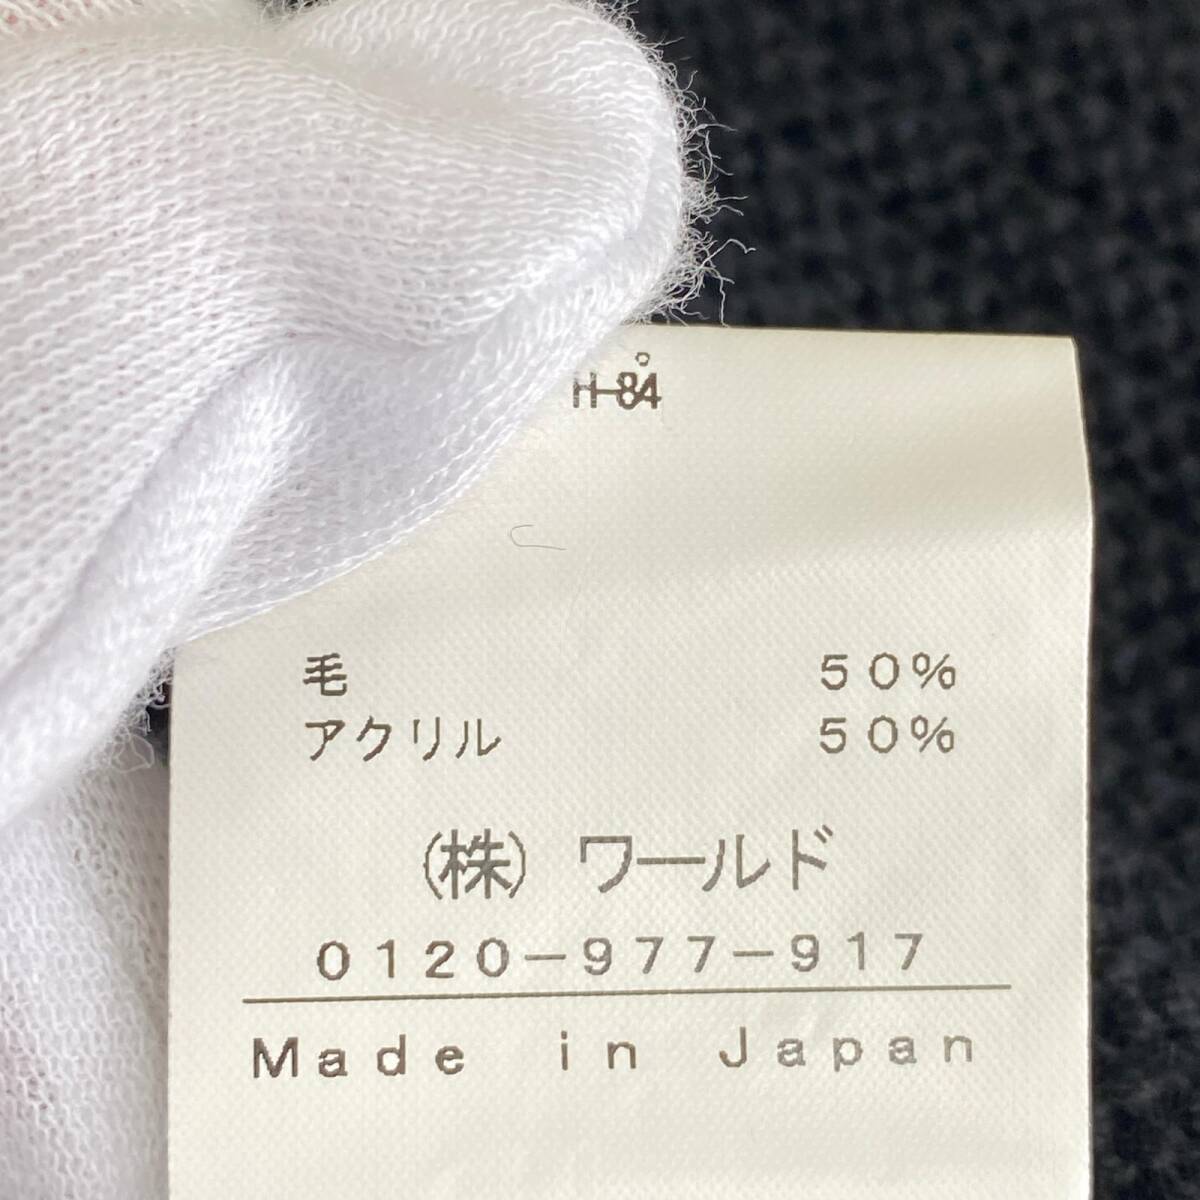 H-84
毛 50%
アクリル 50%
(株) ワールド
0120-977-917
Made in Japan